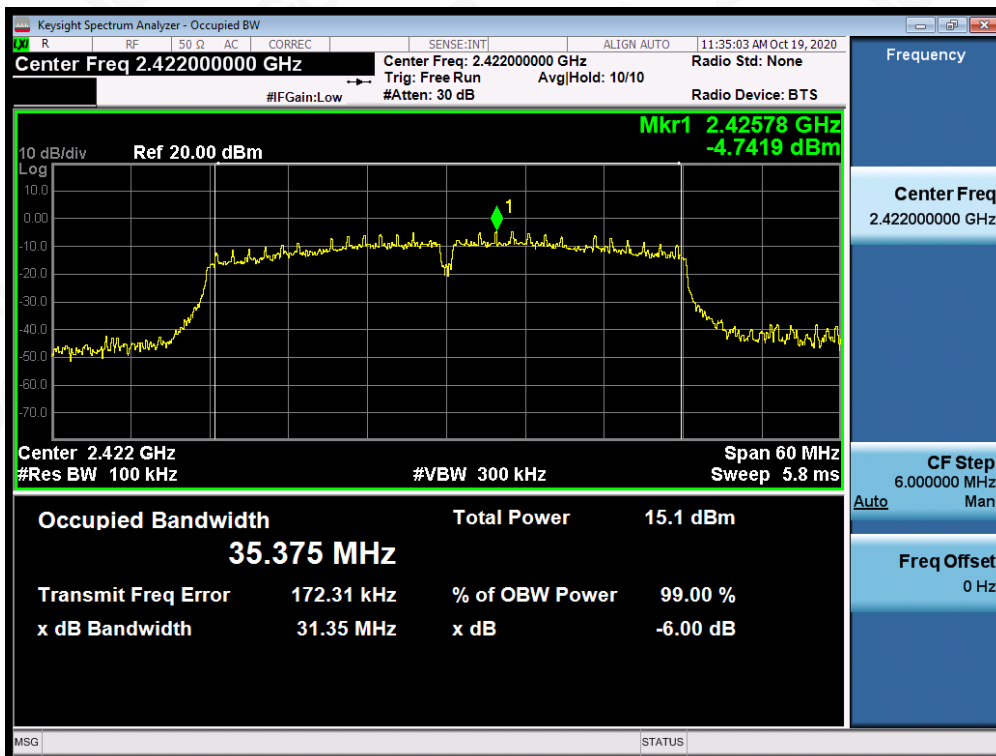 Keysight Spectrum Analyzer - Occupied BW
LXI R RF 50 Ω AC CORREC SENSE:INT ALIGN AUTO 11:35:03 AM Oct 19, 2020
Center Freq 2.422000000 GHz
#IFGain:Low
Center Freq: 2.422000000 GHz
Trig: Free Run Avg|Hold: 10/10
#Atten: 30 dB
Radio Std: None
Radio Device: BTS
Mkr1 2.42578 GHz
-4.7419 dBm
10 dB/div Ref 20.00 dBm
Log
10.0
0.00
-10.0
-20.0
-30.0
-40.0
-50.0
-60.0
-70.0
1
Center 2.422 GHz Span 60 MHz
#Res BW 100 kHz #VBW 300 kHz Sweep 5.8 ms
Occupied Bandwidth Total Power 15.1 dBm
35.375 MHz
Transmit Freq Error 172.31 kHz % of OBW Power 99.00 %
x dB Bandwidth 31.35 MHz x dB -6.00 dB
MSG STATUS
Frequency
Center Freq
2.422000000 GHz
CF Step
6.000000 MHz
Auto Man
Freq Offset
0 Hz